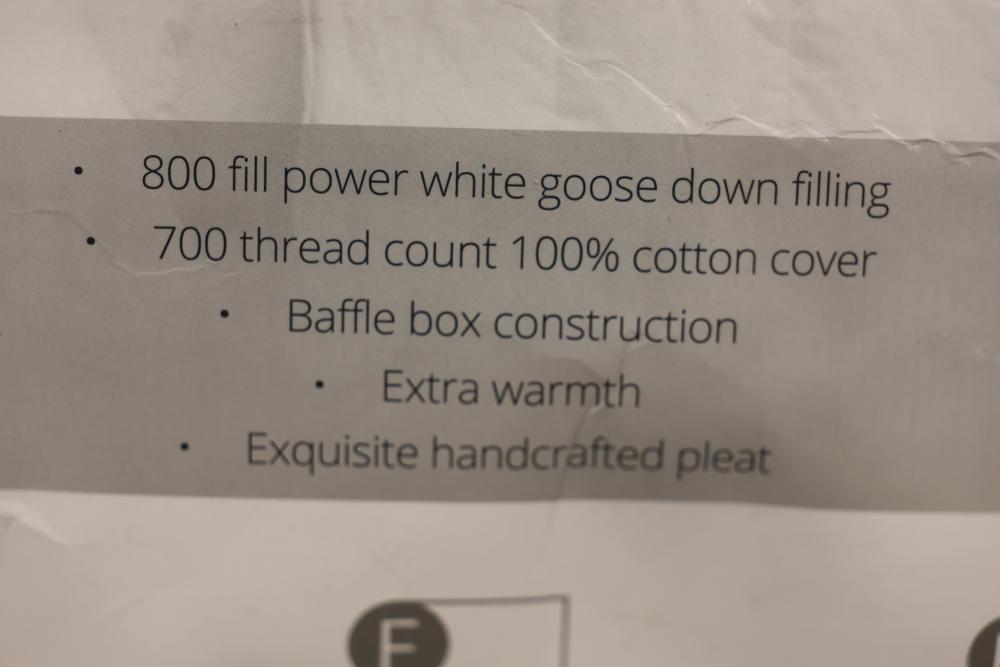 • 800 fill power white goose down filling
• 700 thread count 100% cotton cover
• Baffle box construction
• Extra warmth
• Exquisite handcrafted pleat
F